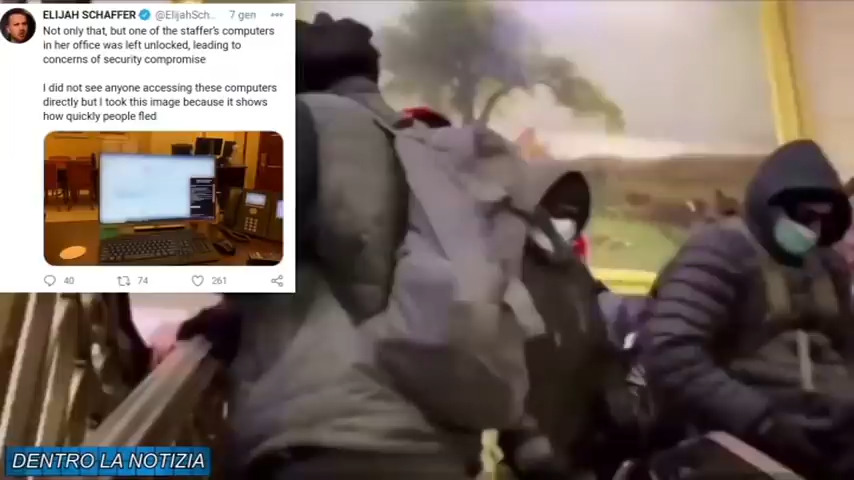 ELIJAH SCHAFFER @ElijahSch... 7 gen
Not only that, but one of the staffer's computers
in her office was left unlocked, leading to
concerns of security compromise
I did not see anyone accessing these computers
directly but I took this image because it shows
how quickly people fled
40 74 261
DENTRO LA NOTIZIA